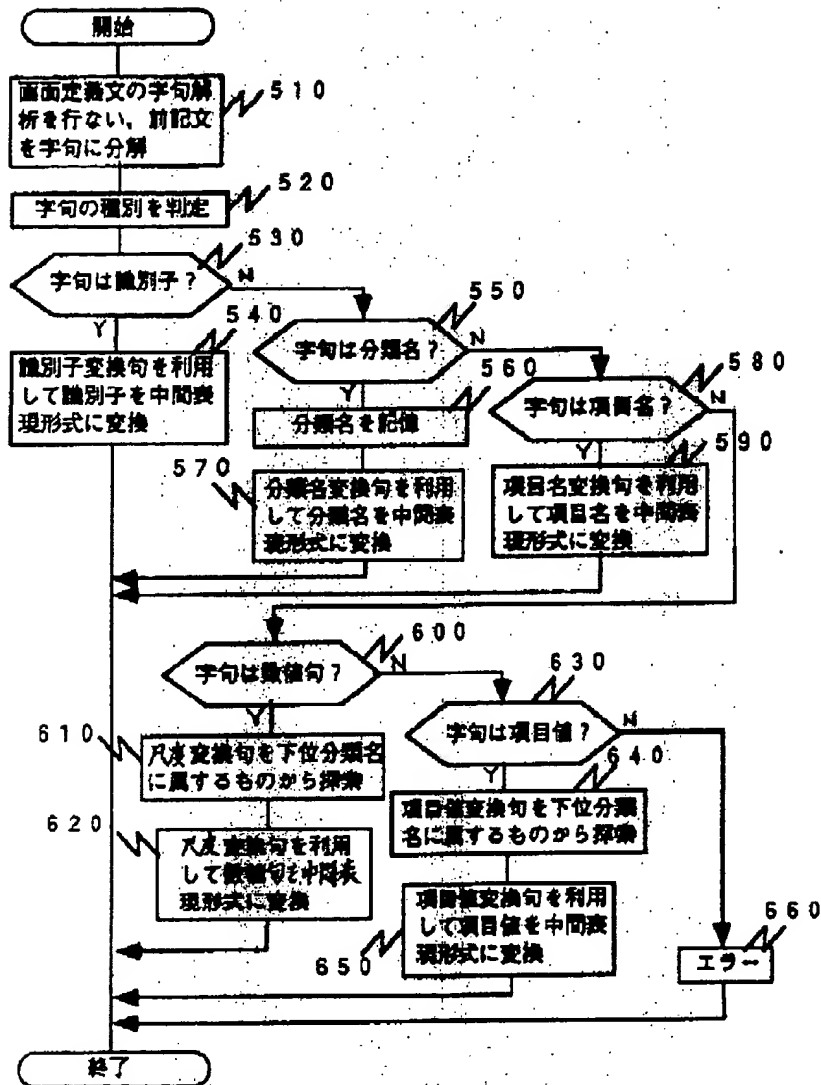 開始
画面定義文の字句解
析を行ない、前記文
を字句に分解
510
字句の種別を判定
520
字句は識別子？
530
N
Y
識別子変換句を利用
して識別子を中間表
現形式に変換
540
字句は分類名？
550
N
Y
分類名を記憶
560
分類名変換句を利用
して分類名を中間表
現形式に変換
570
字句は項目名？
580
N
Y
項目名変換句を利用
して項目名を中間表
現形式に変換
590
字句は数値句？
600
N
Y
尺度変換句を下位分類名
に属するものから探索
610
尺度変換句を利用
して数値句を中間表
現形式に変換
620
字句は項目値？
630
N
Y
項目値変換句を下位分類
名に属するものから探索
640
項目値変換句を利用
して項目値を中間表
現形式に変換
650
エラー
660
終了